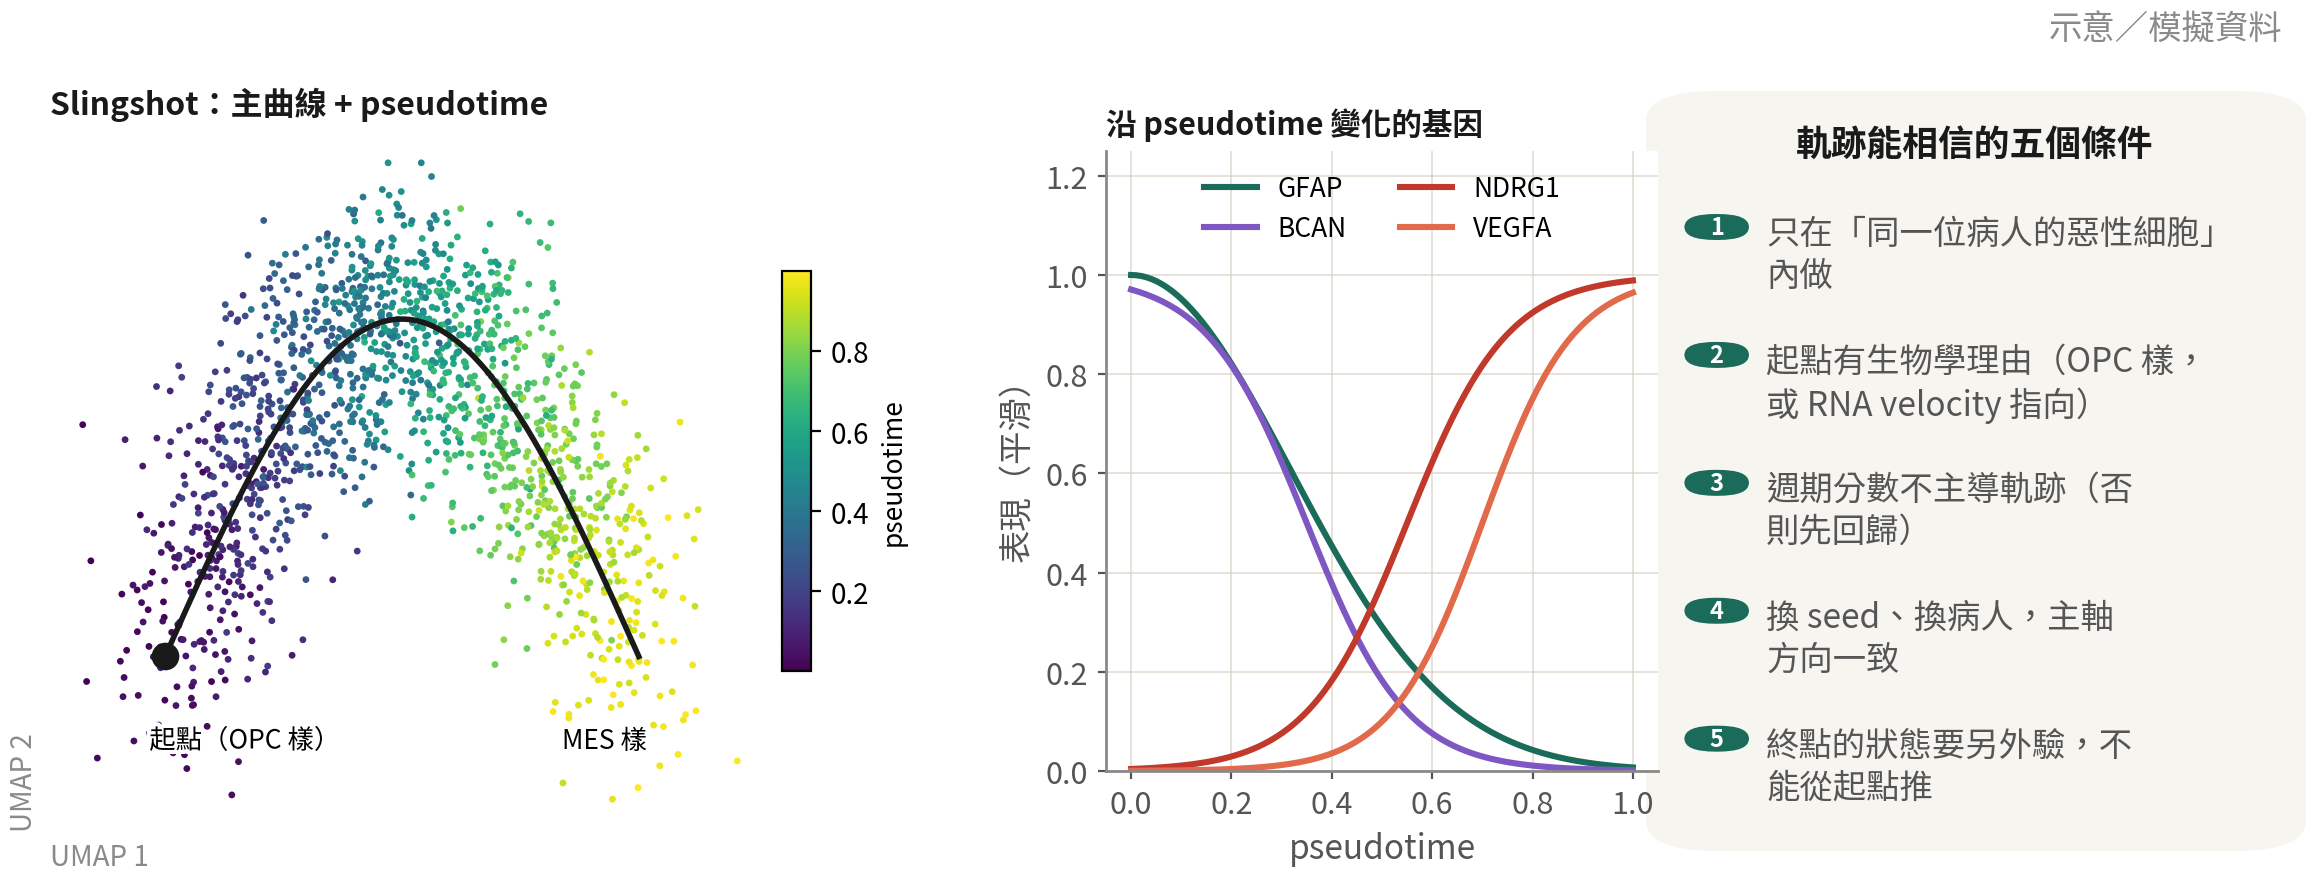 示意／模擬資料
Slingshot：主曲線 + pseudotime
起點（OPC 樣）
MES 樣
UMAP 2
UMAP 1
0.8
0.6
0.4
0.2
pseudotime
沿 pseudotime 變化的基因
GFAP
BCAN
NDRG1
VEGFA
1.2
1.0
0.8
0.6
0.4
0.2
0.0
表現（平滑）
0.0 0.2 0.4 0.6 0.8 1.0
pseudotime
軌跡能相信的五個條件
1 只在「同一位病人的惡性細胞」
內做
2 起點有生物學理由（OPC 樣，
或 RNA velocity 指向）
3 週期分數不主導軌跡（否
則先回歸）
4 換 seed、換病人，主軸
方向一致
5 終點的狀態要另外驗，不
能從起點推